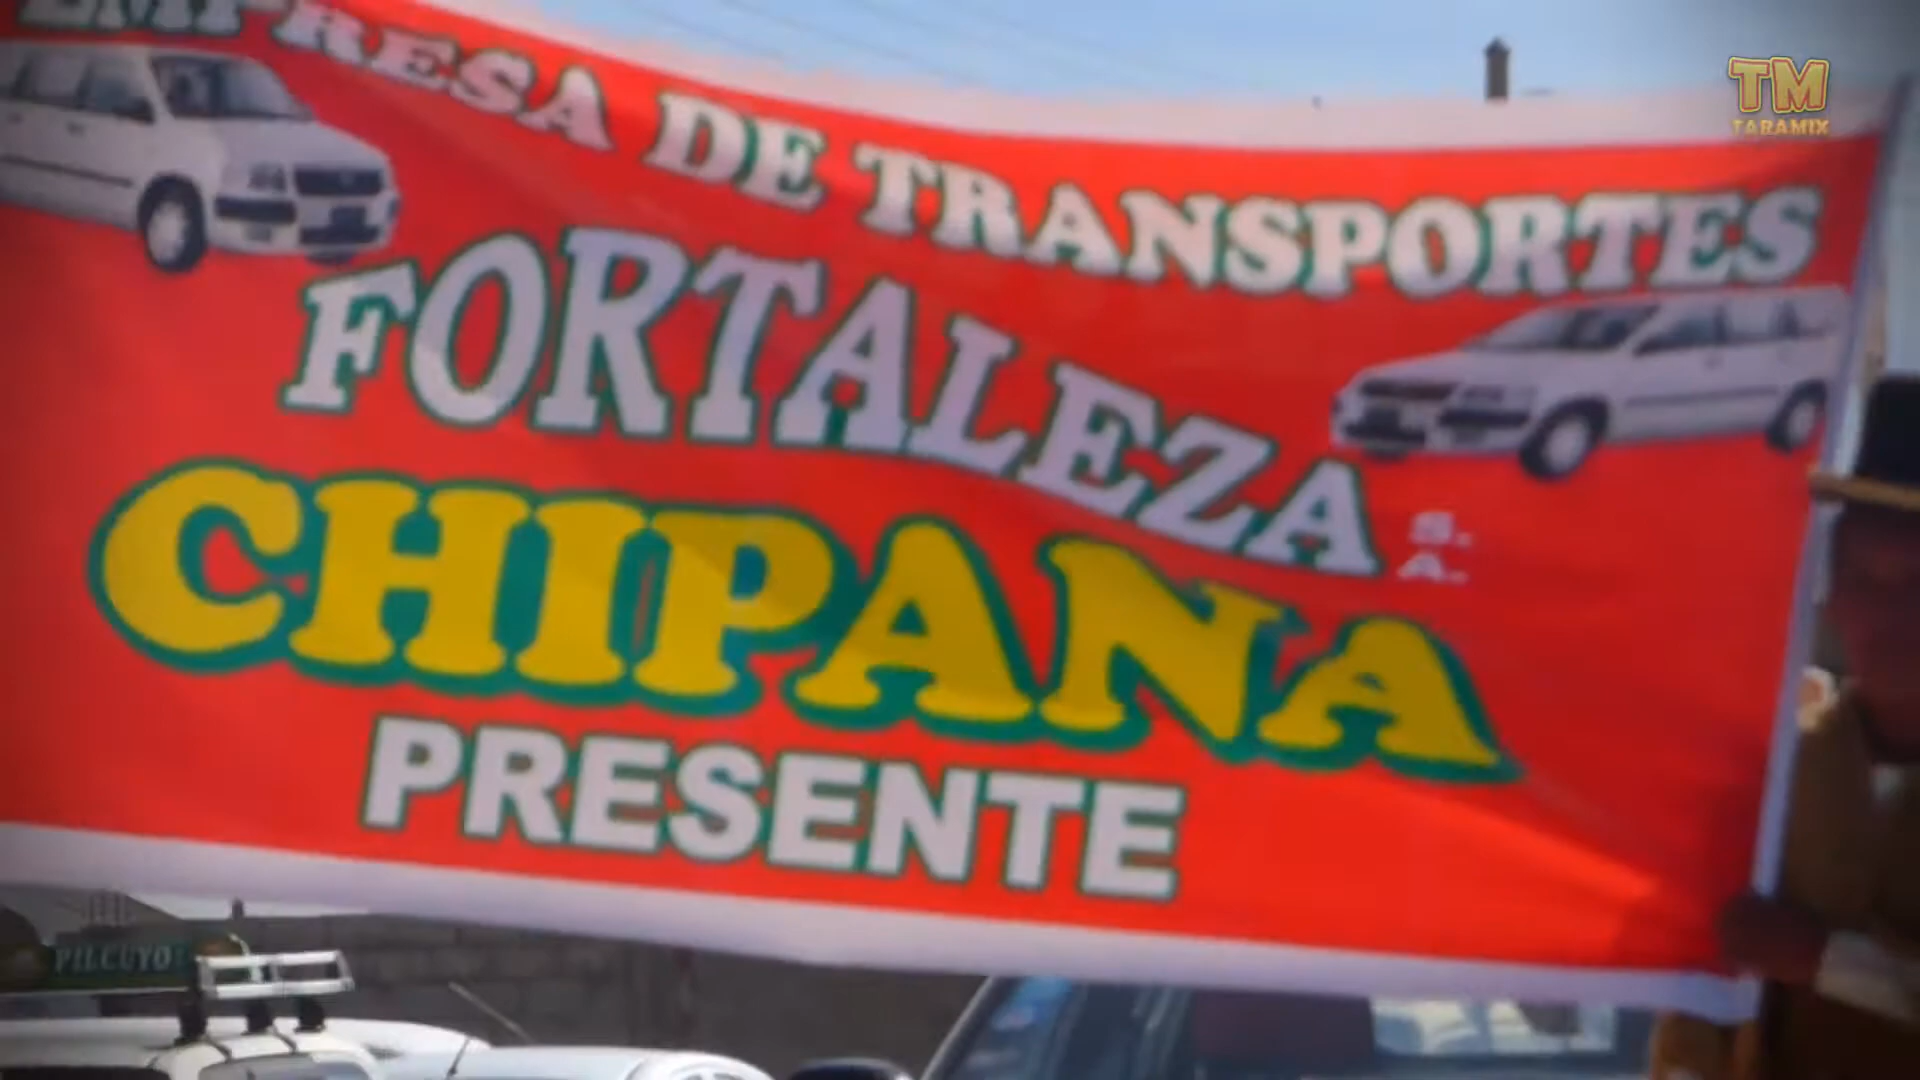 EMPRESA DE TRANSPORTES
FORTALEZA S.A.
CHIPANA
PRESENTE
PILCUYO
TM
TARAMIX